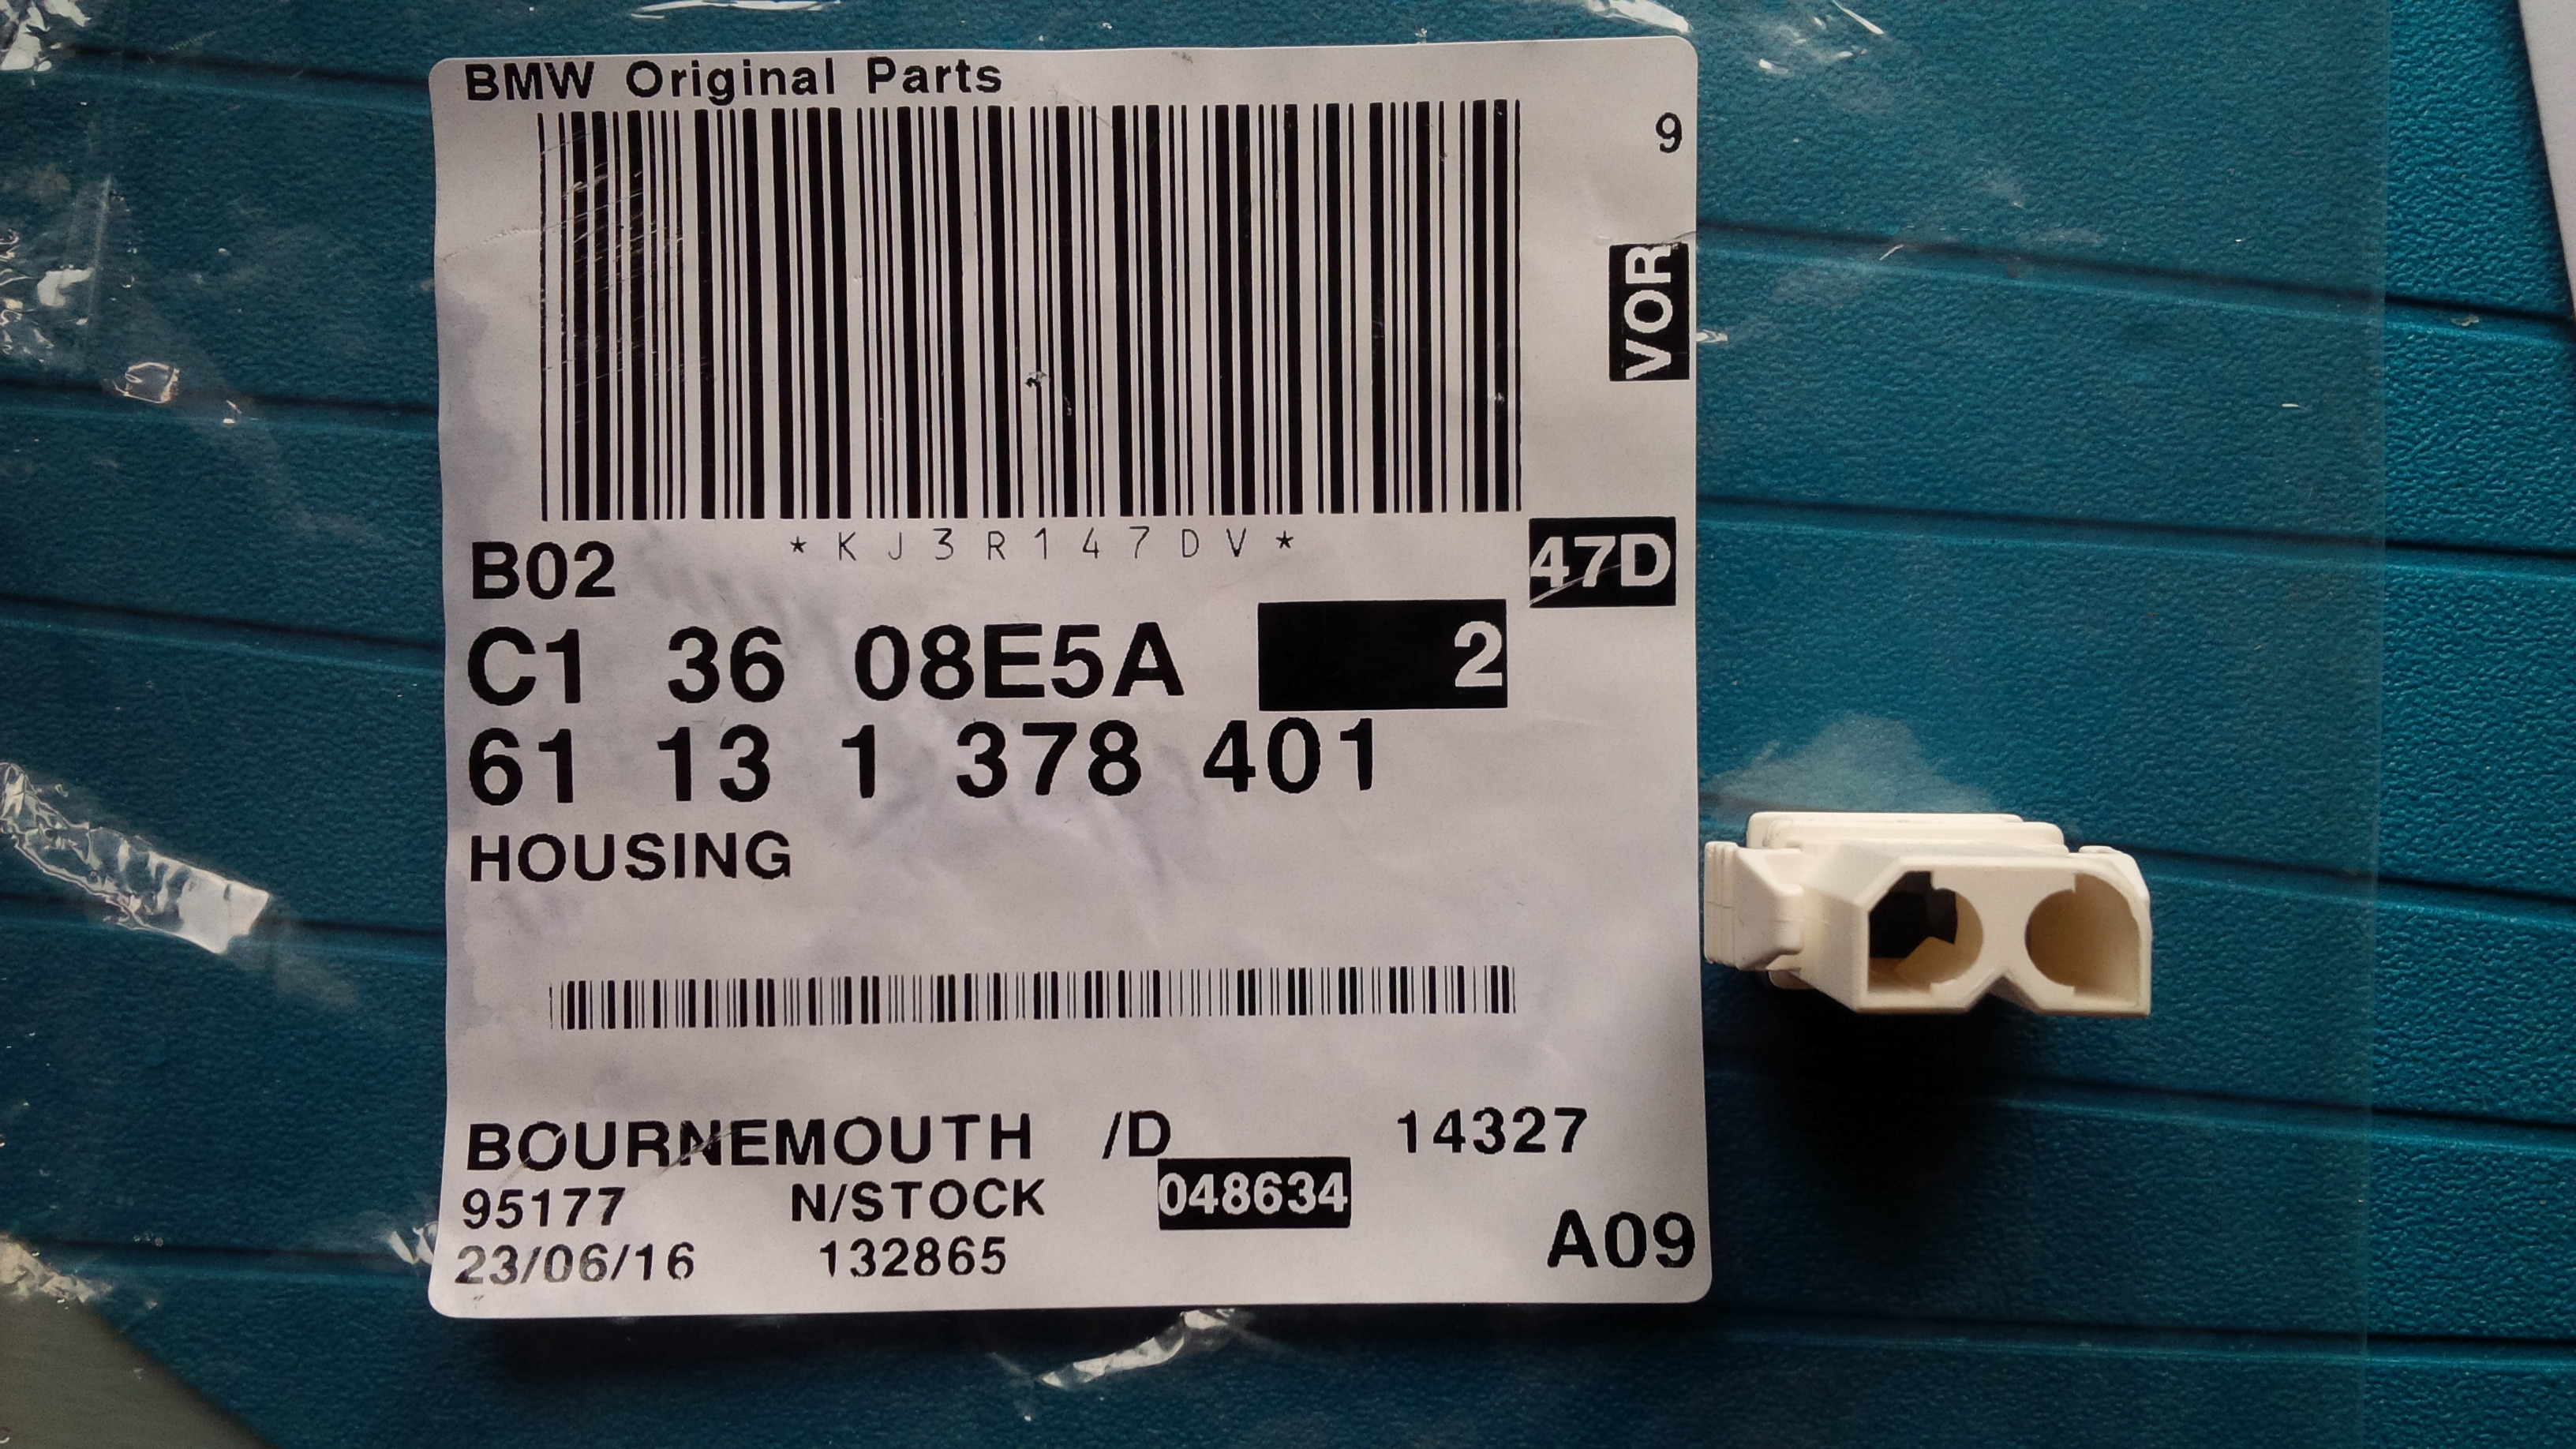 BMW Original Parts
9
VOR
*KJ3R147DV*
B02
47D
C1 36 08E5A 2
61 13 1 378 401
HOUSING
BOURNEMOUTH /D 14327
95177 N/STOCK 048634
23/06/16 132865 A09